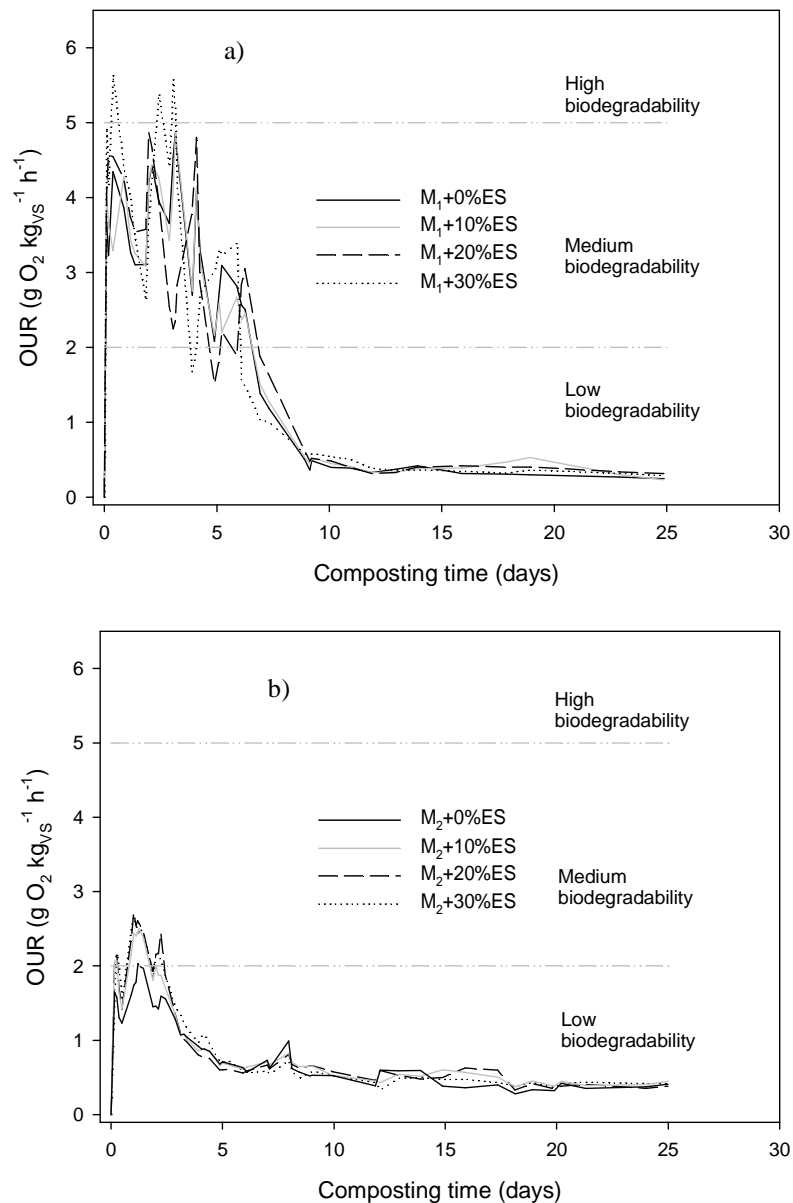 a)
6
5
4
3
2
1
0
OUR (g O₂ kgVS⁻¹ h⁻¹)
High
biodegradability
M₁+0%ES
M₁+10%ES
M₁+20%ES
M₁+30%ES
Medium
biodegradability
Low
biodegradability
0 5 10 15 20 25 30
Composting time (days)
b)
6
5
4
3
2
1
0
OUR (g O₂ kgVS⁻¹ h⁻¹)
High
biodegradability
M₂+0%ES
M₂+10%ES
M₂+20%ES
M₂+30%ES
Medium
biodegradability
Low
biodegradability
0 5 10 15 20 25 30
Composting time (days)